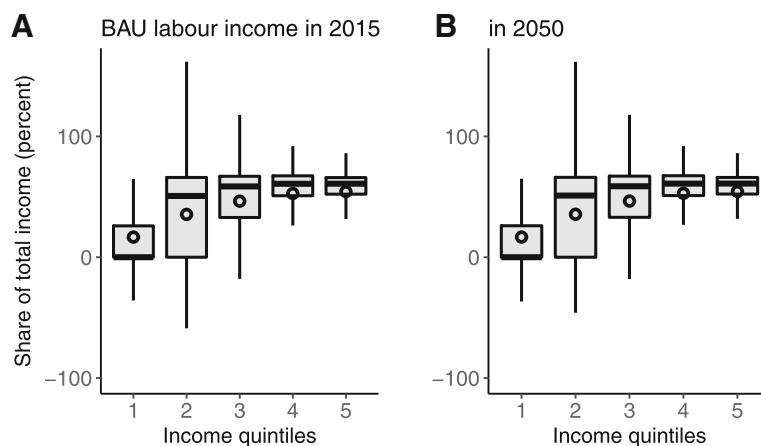 A BAU labour income in 2015
Share of total income (percent)
100
0
−100
1 2 3 4 5
Income quintiles
B in 2050
100
0
−100
1 2 3 4 5
Income quintiles